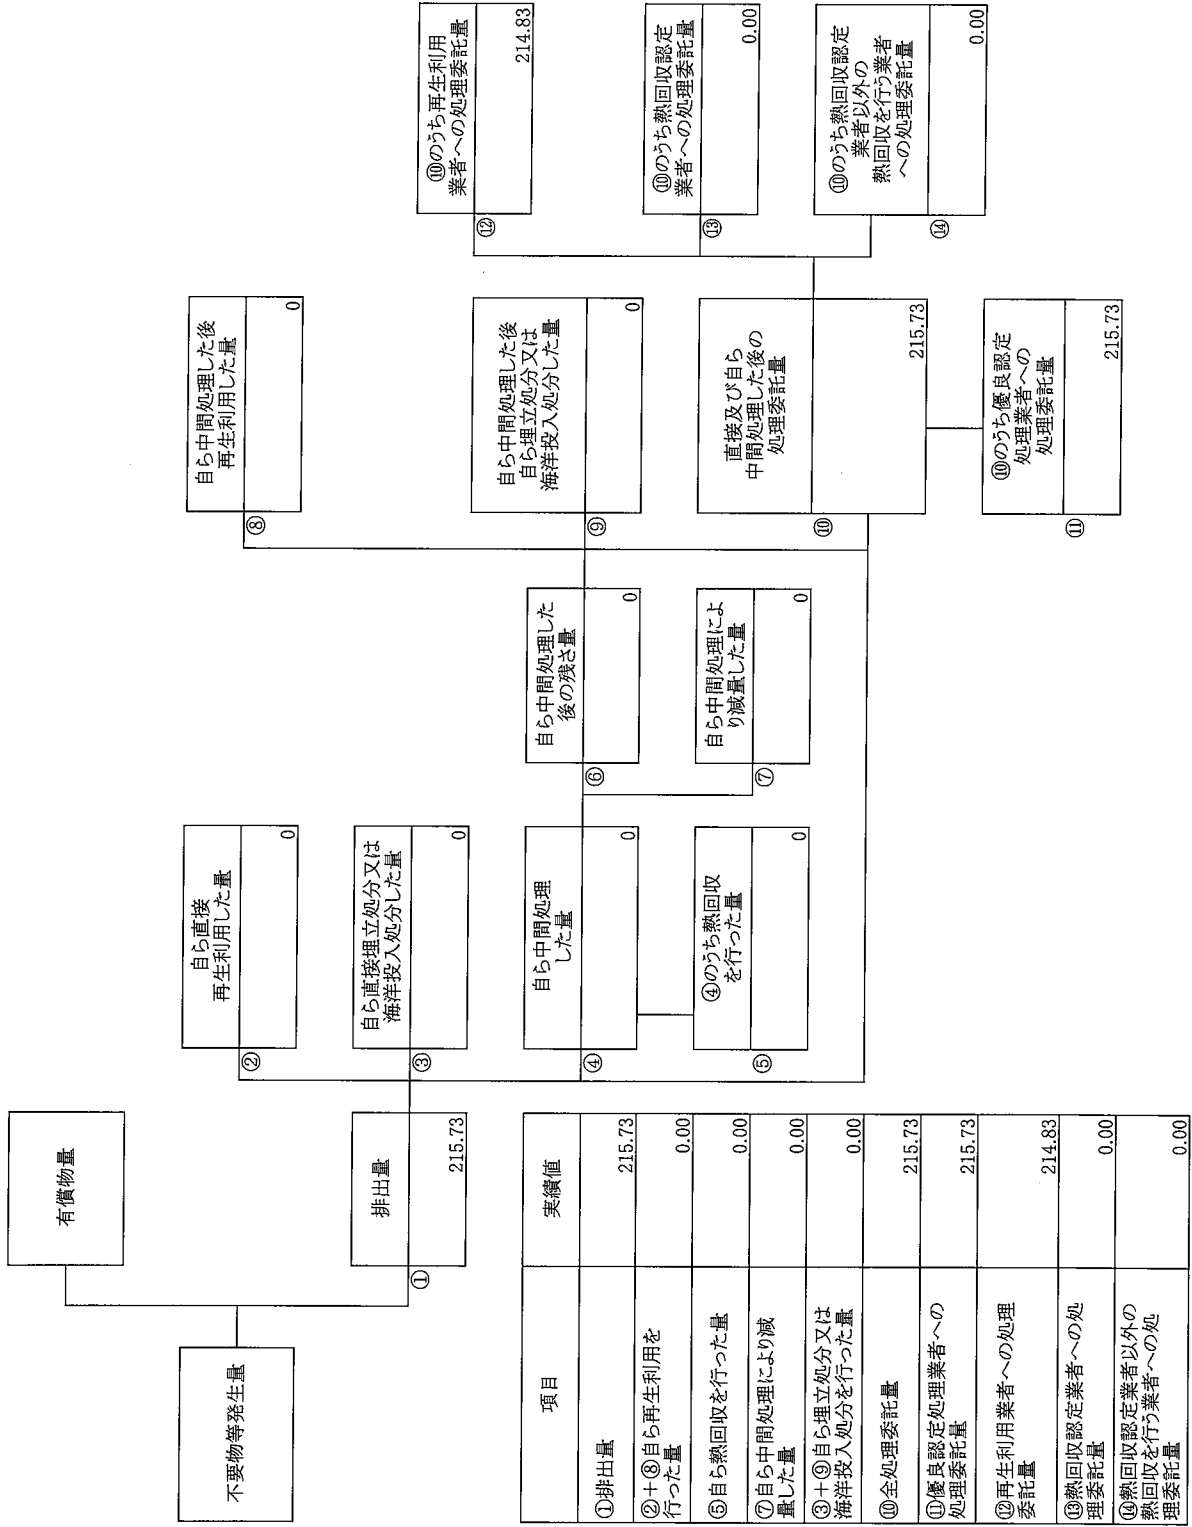 不要物等発生量
有償物量
①
排出量
215.73
②
自ら直接
再生利用した量
0
③
自ら直接埋立処分又は
海洋投入処分した量
0
④
自ら中間処理
した量
0
⑤
④のうち熱回収
を行った量
0
⑥
自ら中間処理した
後の残さ量
0
⑦
自ら中間処理によ
り減量した量
0
⑧
自ら中間処理した後
再生利用した量
0
⑨
自ら中間処理した後
自ら埋立処分又は
海洋投入処分した量
0
⑩
直接及び自ら
中間処理した後の
処理委託量
215.73
⑪
⑩のうち優良認定
処理業者への
処理委託量
215.73
⑫
⑩のうち再生利用
業者への処理委託量
214.83
⑬
⑩のうち熱回収認定
業者への処理委託量
0.00
⑭
⑩のうち熱回収認定
業者以外の
熱回収を行う業者
への処理委託量
0.00
項目 実績値
①排出量 215.73
②+⑧自ら再生利用を
行った量 0.00
⑤自ら熱回収を行った量 0.00
⑦自ら中間処理により減
量した量 0.00
③+⑨自ら埋立処分又は
海洋投入処分を行った量 0.00
⑩全処理委託量 215.73
⑪優良認定処理業者への
処理委託量 215.73
⑫再生利用業者への処理
委託量 214.83
⑬熱回収認定業者への処
理委託量 0.00
⑭熱回収認定業者以外の
熱回収を行う業者への処
理委託量 0.00